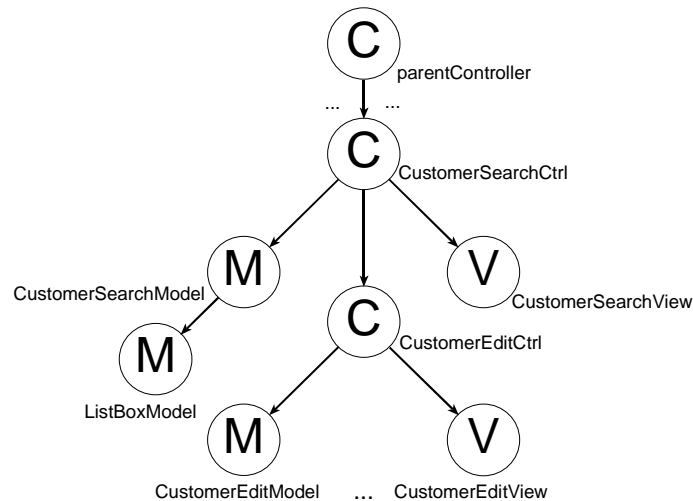 C
parentController
... ...
C
CustomerSearchCtrl
M
V
CustomerSearchModel
CustomerSearchView
C
CustomerEditCtrl
M
ListBoxModel
M
V
CustomerEditModel ... CustomerEditView